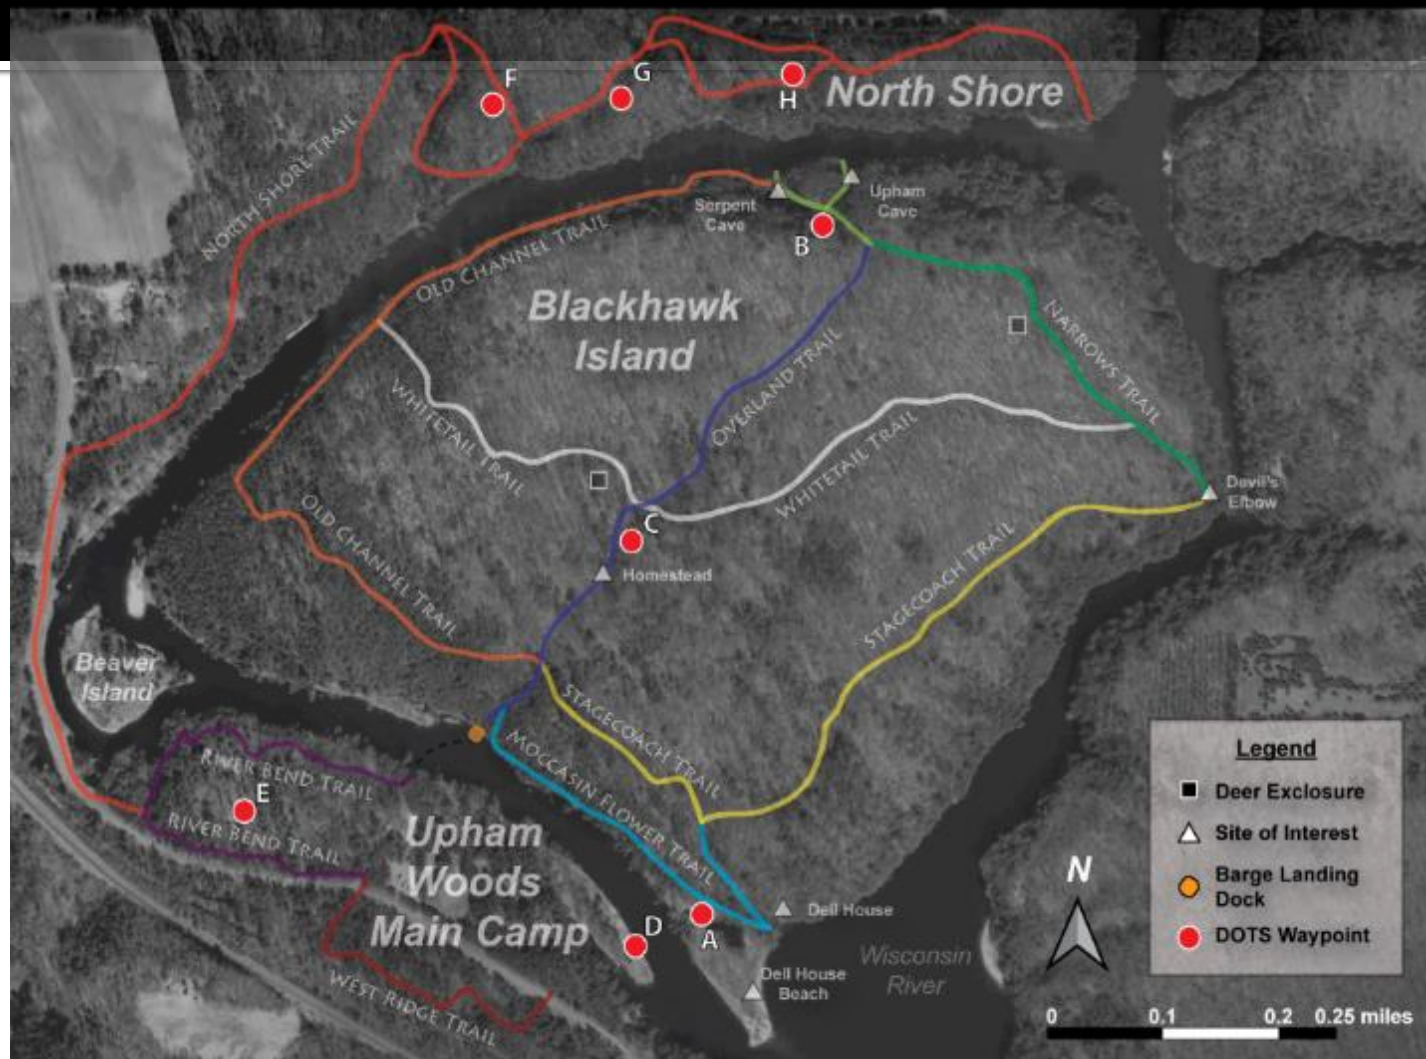 F
G
H
North Shore
NORTH SHORE TRAIL
Serpent
Cave
Upham
Cave
B
OLD CHANNEL TRAIL
Blackhawk
Island
NARROWS TRAIL
OVERLAND TRAIL
WHITETAIL TRAIL
WHITETAIL TRAIL
Devil's
Elbow
OLD CHANNEL TRAIL
C
Homestead
STAGECOACH TRAIL
Beaver
Island
STAGECOACH TRAIL
MOCCASIN FLOWER TRAIL
RIVER BEND TRAIL
E
RIVER BEND TRAIL
Upham
Woods
Main Camp
D
A
Dell House
Dell House
Beach
Wisconsin
River
WEST RIDGE TRAIL
Legend
Deer Exclosure
Site of Interest
Barge Landing
Dock
DOTS Waypoint
N
0 0.1 0.2 0.25 miles